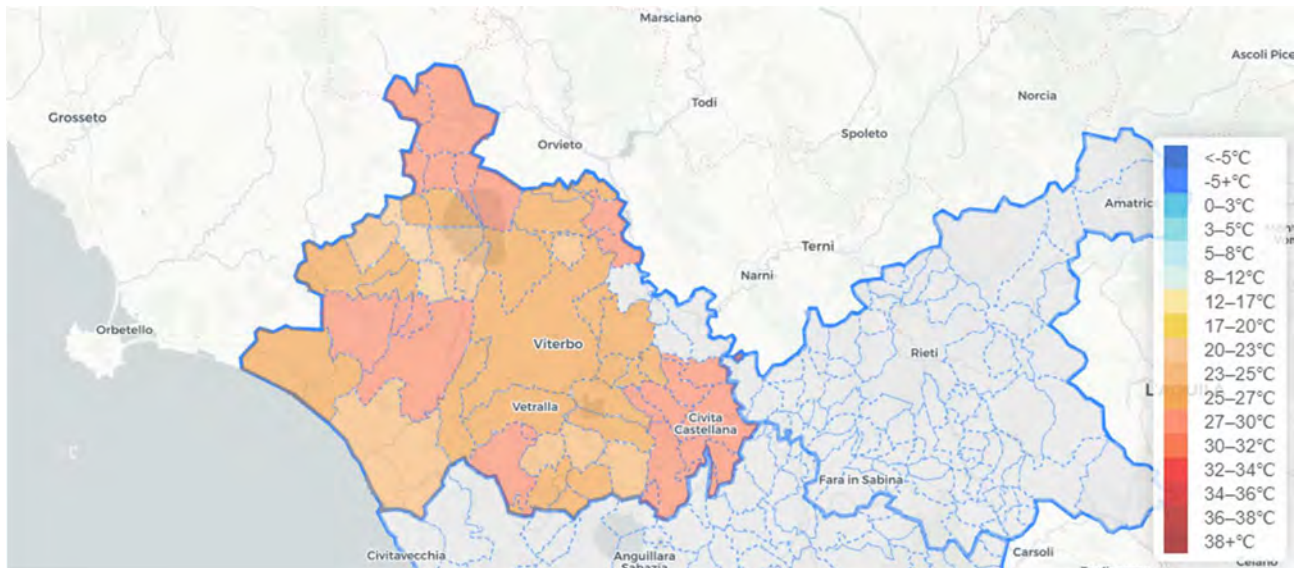 Marsciano
Ascoli Pice
Norcia
Todi
Grosseto
Spoleto
Orvieto
Amatric
Terni
Narni
Orbetello
Viterbo
Rieti
Vetralla
Civita
Castellana
Fara in Sabina
Civitavecchia
Anguillara
Sabazia
Carsoli
Celano
<-5°C
-5+°C
0–3°C
3–5°C
5–8°C
8–12°C
12–17°C
17–20°C
20–23°C
23–25°C
25–27°C
27–30°C
30–32°C
32–34°C
34–36°C
36–38°C
38+°C